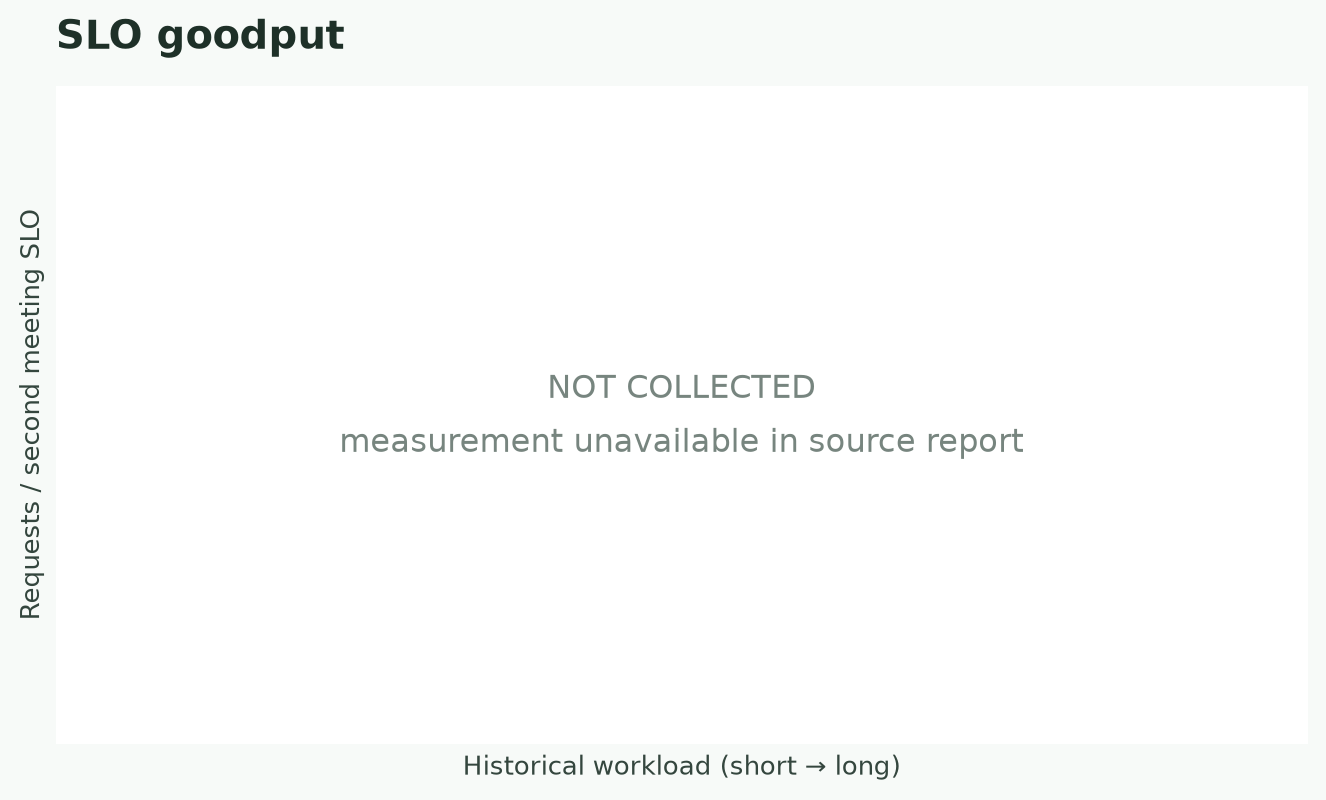 SLO goodput
Requests / second meeting SLO
NOT COLLECTED
measurement unavailable in source report
Historical workload (short → long)